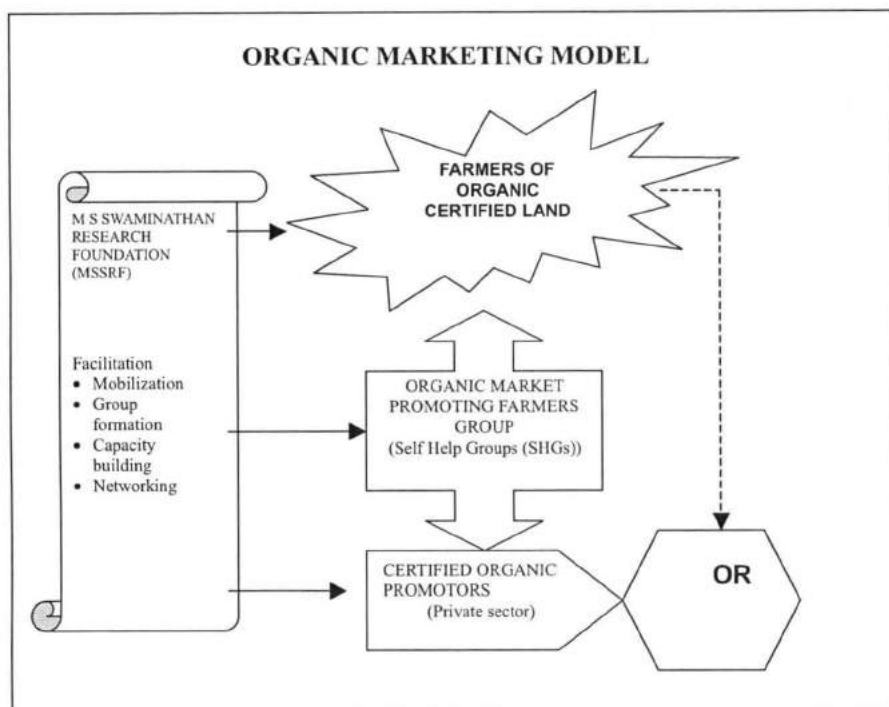 ORGANIC MARKETING MODEL
FARMERS OF
ORGANIC
CERTIFIED LAND
M S SWAMINATHAN
RESEARCH
FOUNDATION
(MSSRF)
Facilitation
• Mobilization
• Group
formation
• Capacity
building
• Networking
ORGANIC MARKET
PROMOTING FARMERS
GROUP
(Self Help Groups (SHGs))
CERTIFIED ORGANIC
PROMOTORS
(Private sector)
OR